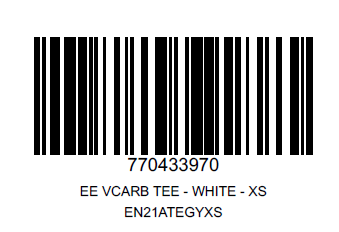 770433970
EE VCARB TEE - WHITE - XS
EN21ATEGYXS